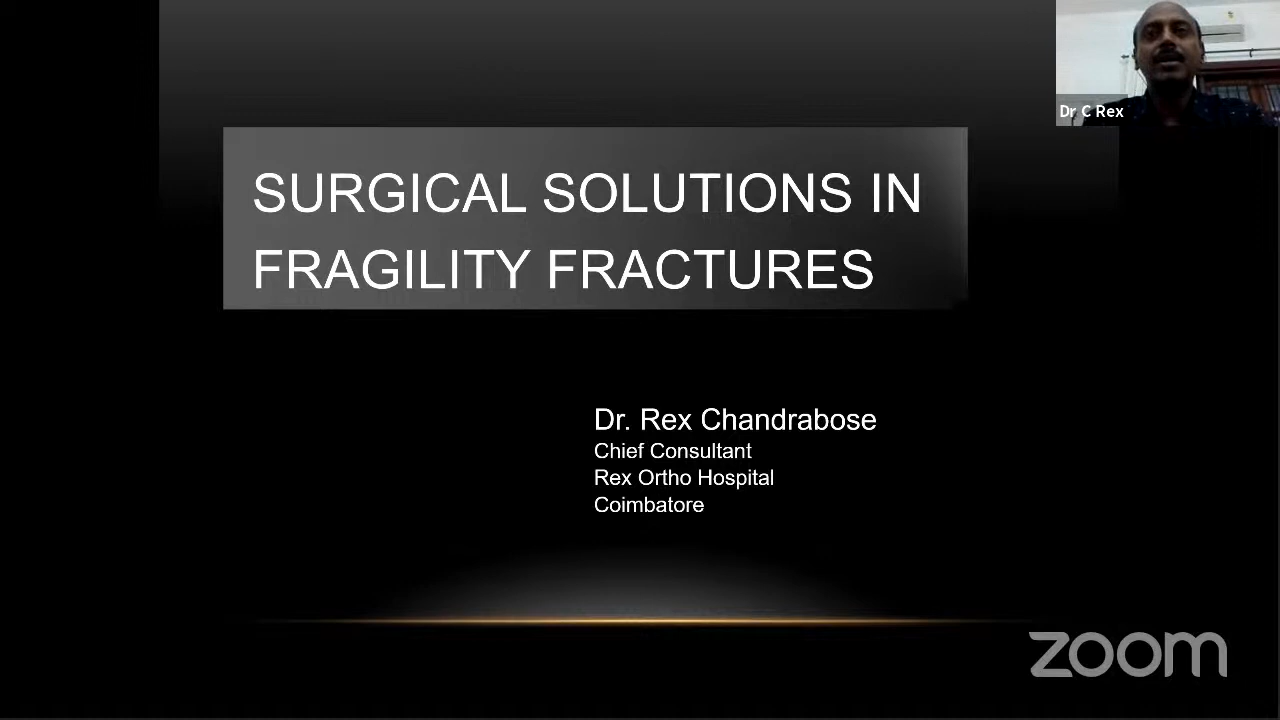 Dr C Rex
SURGICAL SOLUTIONS IN
FRAGILITY FRACTURES
Dr. Rex Chandrabose
Chief Consultant
Rex Ortho Hospital
Coimbatore
zoom